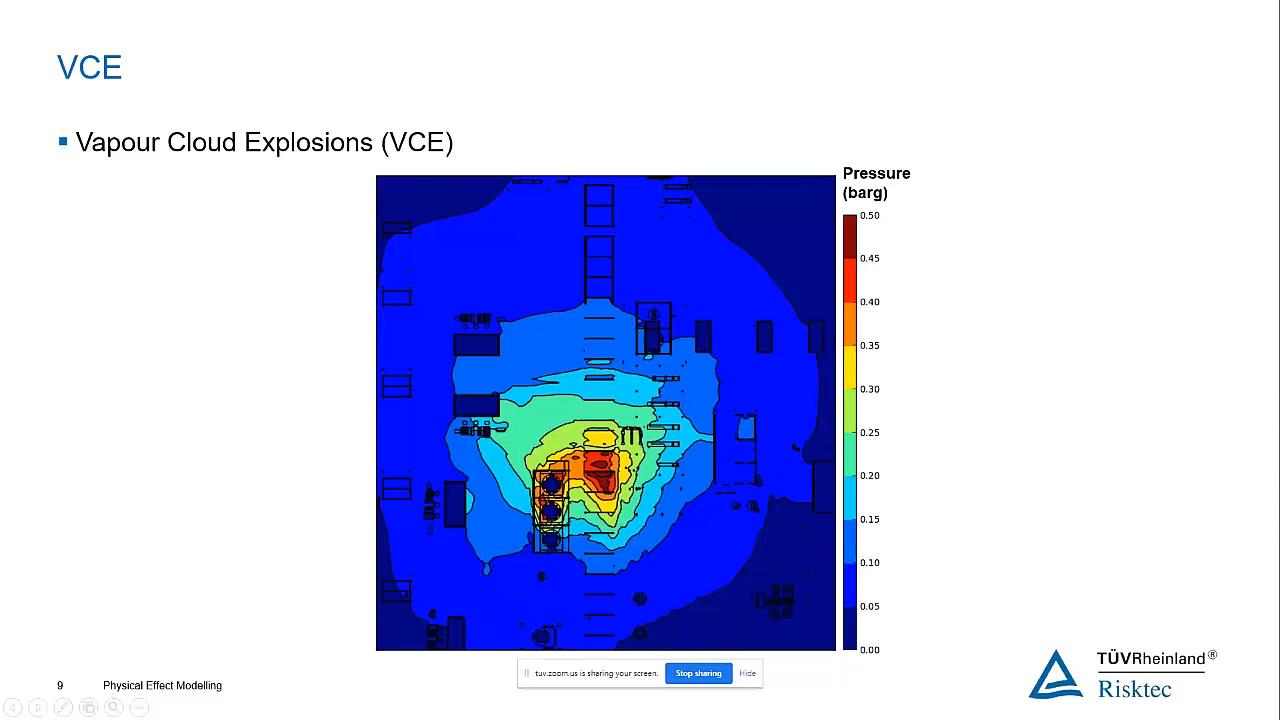 VCE
▪ Vapour Cloud Explosions (VCE)
Pressure
(barg)
0.50
0.45
0.40
0.35
0.30
0.25
0.20
0.15
0.10
0.05
0.00
tuv.zoom.us is sharing your screen. Stop sharing Hide
9 Physical Effect Modelling
TÜVRheinland®
Risktec